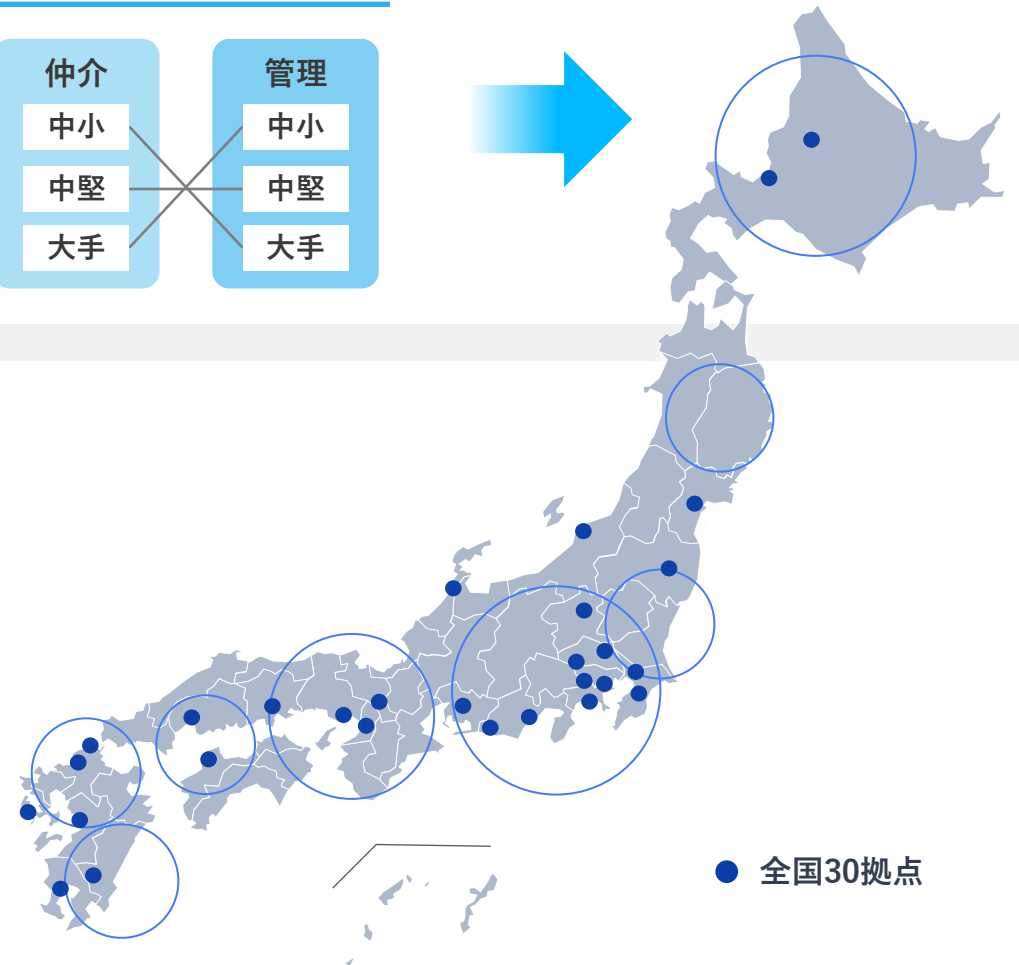 仲介
中小
中堅
大手
管理
中小
中堅
大手
全国30拠点